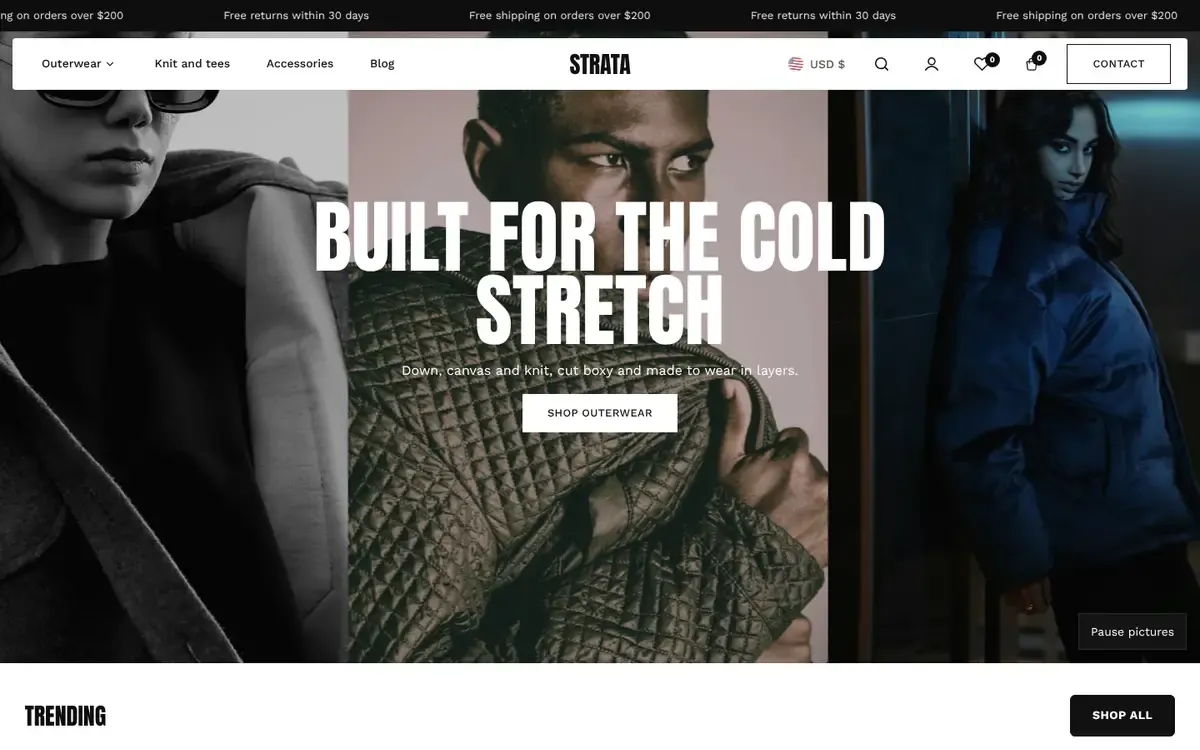 ng on orders over $200 Free returns within 30 days Free shipping on orders over $200 Free returns within 30 days Free shipping on orders over $200
Outerwear Knit and tees Accessories Blog STRATA USD $ 0 0 CONTACT
BUILT FOR THE COLD
STRETCH
Down, canvas and knit, cut boxy and made to wear in layers.
SHOP OUTERWEAR
Pause pictures
TRENDING SHOP ALL